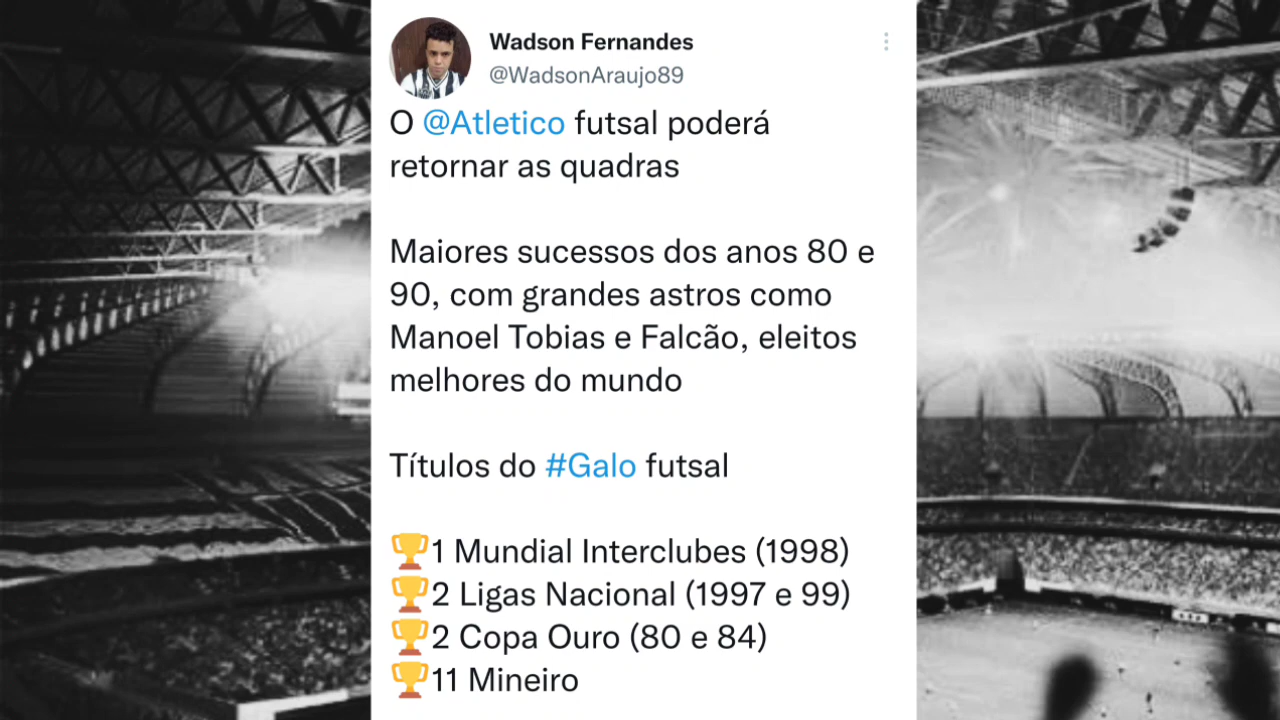 Wadson Fernandes
@WadsonAraujo89
O @Atletico futsal poderá
retornar as quadras
Maiores sucessos dos anos 80 e
90, com grandes astros como
Manoel Tobias e Falcão, eleitos
melhores do mundo
Títulos do #Galo futsal
🏆1 Mundial Interclubes (1998)
🏆2 Ligas Nacional (1997 e 99)
🏆2 Copa Ouro (80 e 84)
🏆11 Mineiro